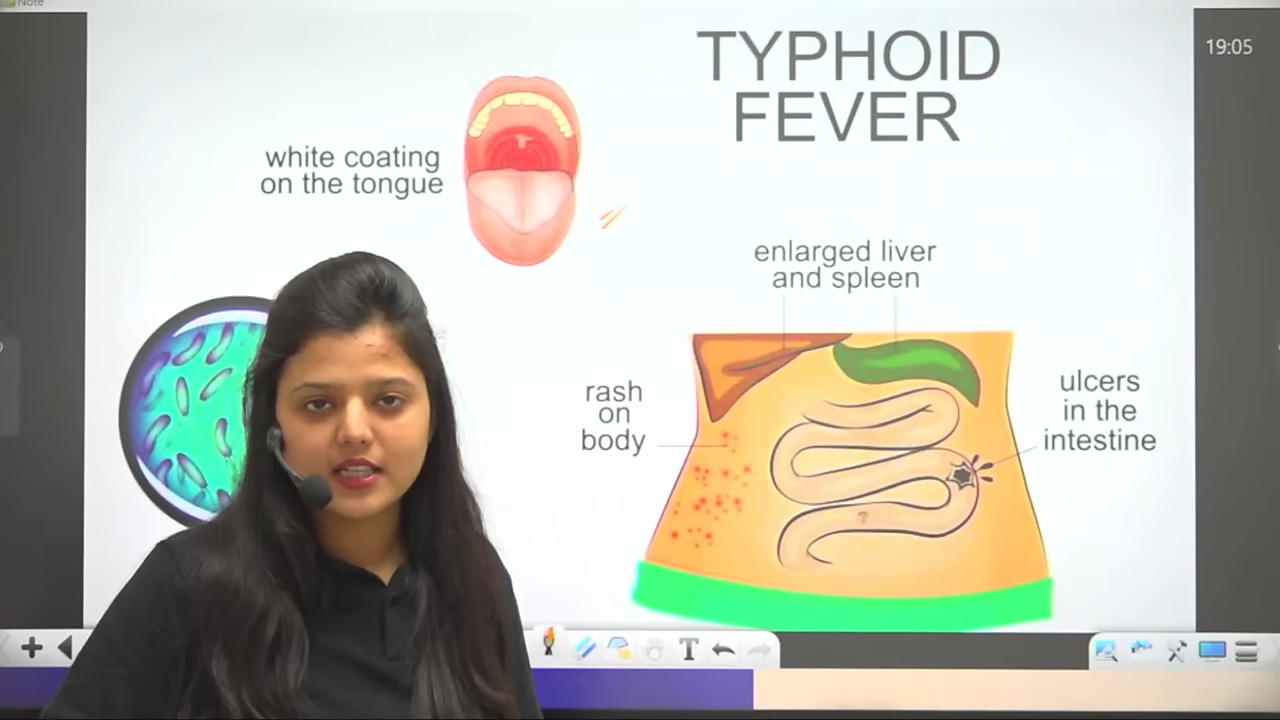 Note
19:05
TYPHOID
FEVER
white coating
on the tongue
enlarged liver
and spleen
rash
on
body
ulcers
in the
intestine
T